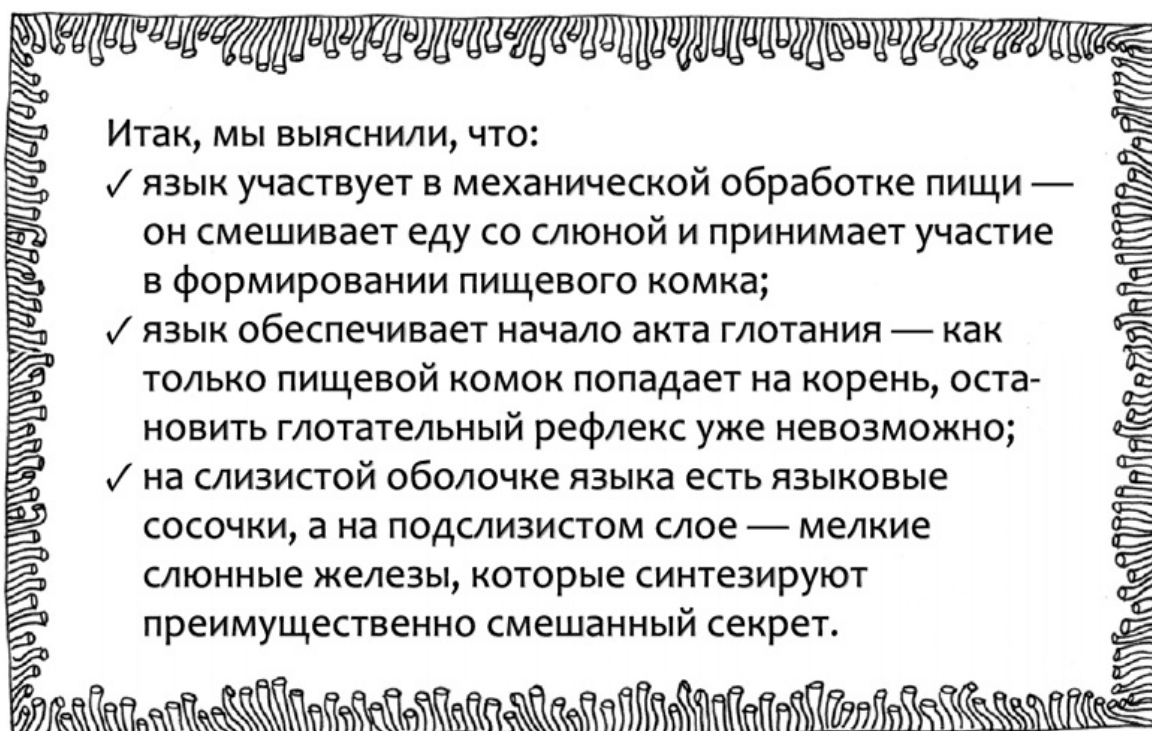 Итак, мы выяснили, что:
✓ язык участвует в механической обработке пищи —
он смешивает еду со слюной и принимает участие
в формировании пищевого комка;
✓ язык обеспечивает начало акта глотания — как
только пищевой комок попадает на корень, оста-
новить глотательный рефлекс уже невозможно;
✓ на слизистой оболочке языка есть языковые
сосочки, а на подслизистом слое — мелкие
слюнные железы, которые синтезируют
преимущественно смешанный секрет.